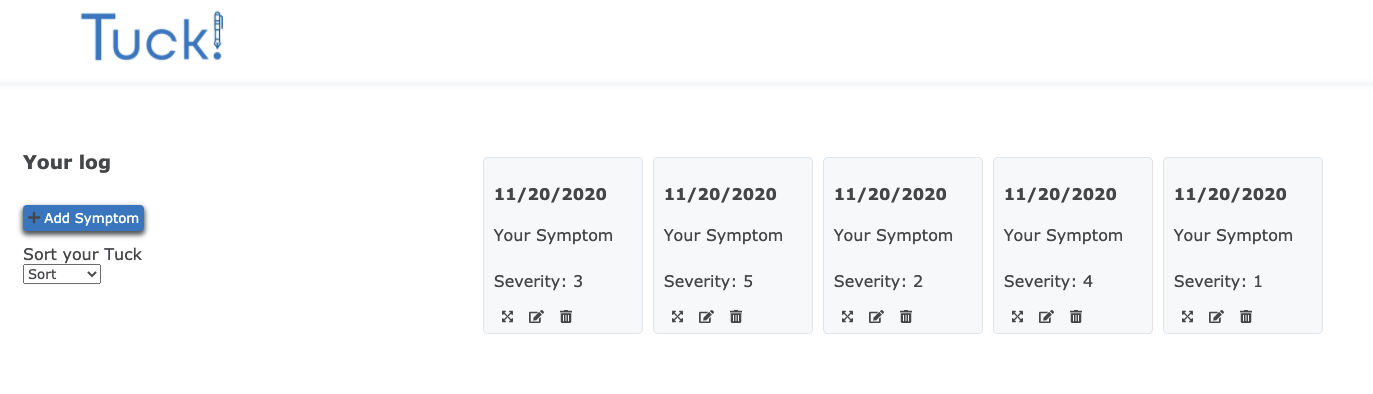 Tuck!
Your log
Add Symptom
Sort your Tuck
Sort
11/20/2020
Your Symptom
Severity: 3
11/20/2020
Your Symptom
Severity: 5
11/20/2020
Your Symptom
Severity: 2
11/20/2020
Your Symptom
Severity: 4
11/20/2020
Your Symptom
Severity: 1